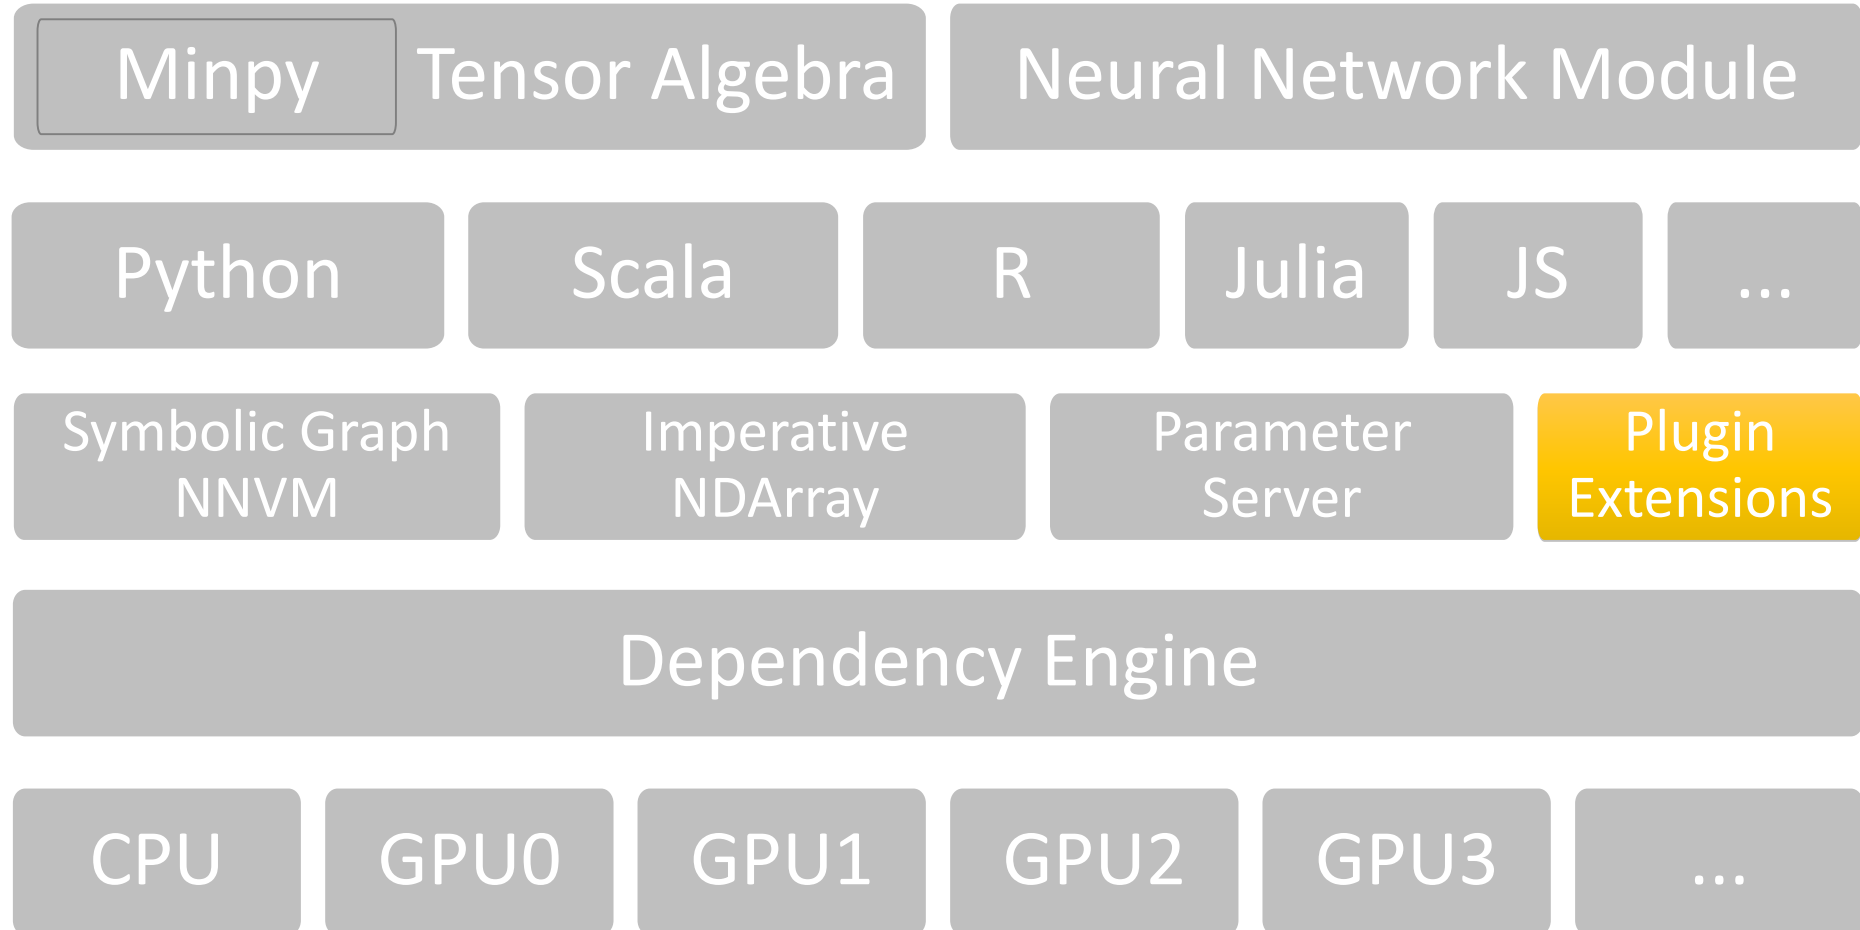 Minpy Tensor Algebra Neural Network Module
Python Scala R Julia JS ...
Symbolic Graph Imperative Parameter Plugin
NNVM NDArray Server Extensions
Dependency Engine
CPU GPU0 GPU1 GPU2 GPU3 ...